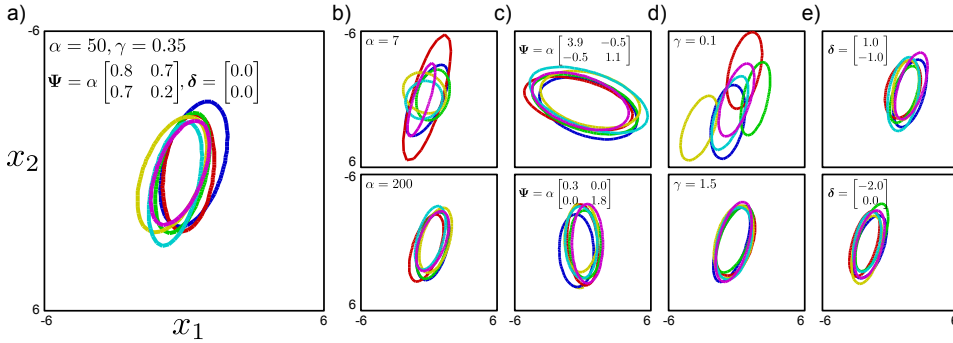 a)
-6
α = 50, γ = 0.35
Ψ = α [0.8 0.7 0.7 0.2], δ = [0.0 0.0]
x₂
6
-6
x₁
6
b)
-6
α = 7
6
α = 200
6
-6
6
c)
Ψ = α [3.9 −0.5 −0.5 1.1]
Ψ = α [0.3 0.0 0.0 1.8]
-6
6
d)
γ = 0.1
γ = 1.5
-6
6
e)
δ = [1.0 −1.0]
δ = [−2.0 0.0]
-6
6